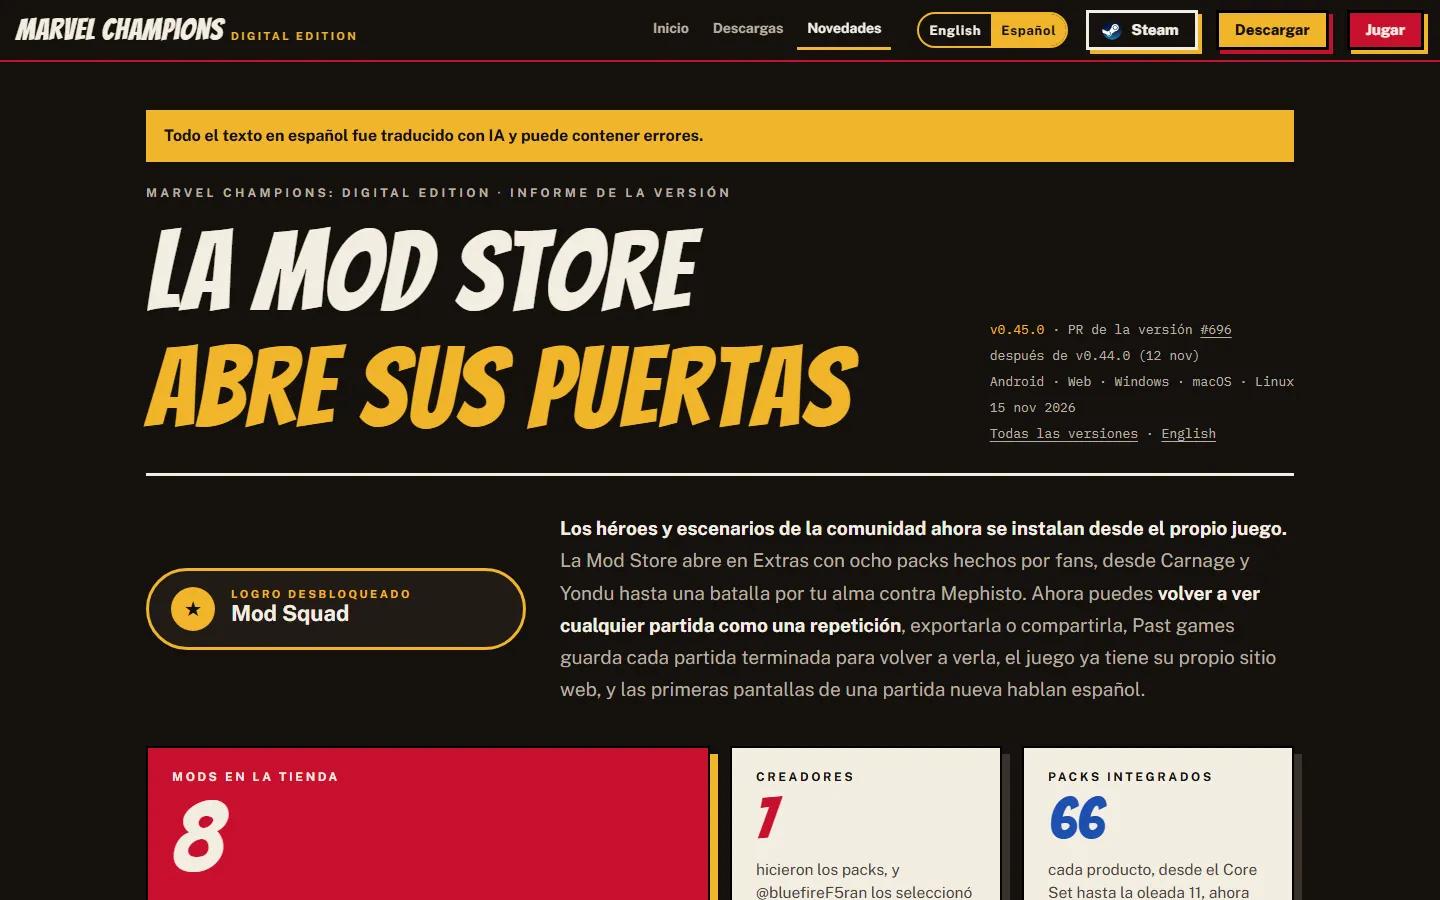 MARVEL CHAMPIONS DIGITAL EDITION
Inicio Descargas Novedades English Español Steam Descargar Jugar
Todo el texto en español fue traducido con IA y puede contener errores.
MARVEL CHAMPIONS: DIGITAL EDITION · INFORME DE LA VERSIÓN
LA MOD STORE
ABRE SUS PUERTAS
v0.45.0 · PR de la versión #696
después de v0.44.0 (12 nov)
Android · Web · Windows · macOS · Linux
15 nov 2026
Todas las versiones · English
LOGRO DESBLOQUEADO
Mod Squad
Los héroes y escenarios de la comunidad ahora se instalan desde el propio juego.
La Mod Store abre en Extras con ocho packs hechos por fans, desde Carnage y
Yondu hasta una batalla por tu alma contra Mephisto. Ahora puedes volver a ver
cualquier partida como una repetición, exportarla o compartirla, Past games
guarda cada partida terminada para volver a verla, el juego ya tiene su propio sitio
web, y las primeras pantallas de una partida nueva hablan español.
MODS EN LA TIENDA
8
CREADORES
7
hicieron los packs, y
@bluefireF5ran los seleccionó
PACKS INTEGRADOS
66
cada producto, desde el Core
Set hasta la oleada 11, ahora